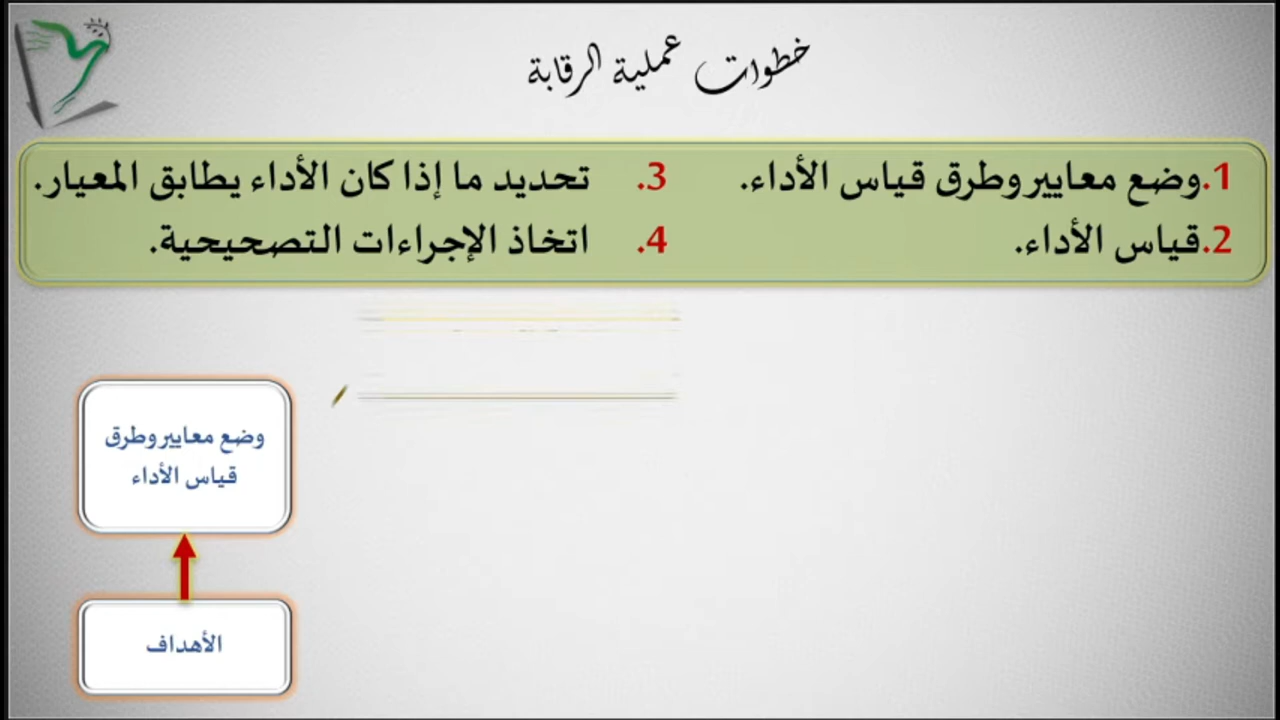 خطوات عملية الرقابة
1. وضع معايير وطرق قياس الأداء.
2. قياس الأداء.
3. تحديد ما إذا كان الأداء يطابق المعيار.
4. اتخاذ الإجراءات التصحيحية.
وضع معايير وطرق
قياس الأداء
الأهداف